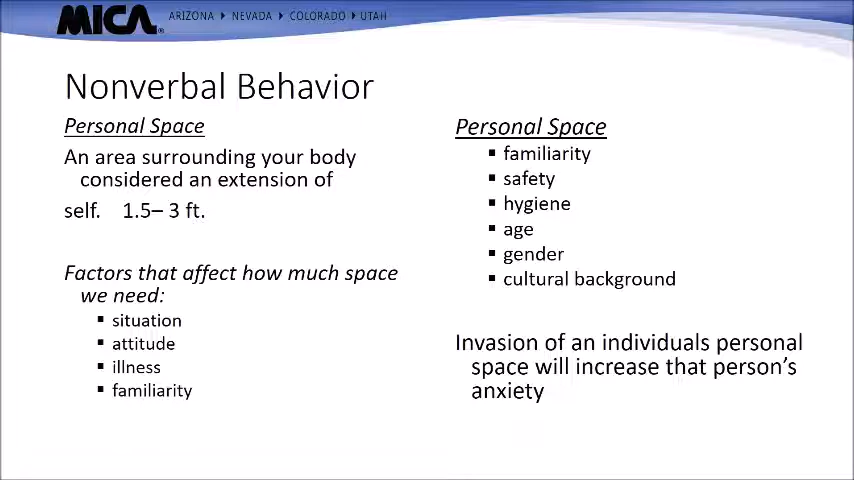 MICA® ARIZONA ▸ NEVADA ▸ COLORADO ▸ UTAH
Nonverbal Behavior
Personal Space
An area surrounding your body
considered an extension of
self. 1.5– 3 ft.
Factors that affect how much space
we need:
▪ situation
▪ attitude
▪ illness
▪ familiarity
Personal Space
▪ familiarity
▪ safety
▪ hygiene
▪ age
▪ gender
▪ cultural background
Invasion of an individuals personal
space will increase that person’s
anxiety